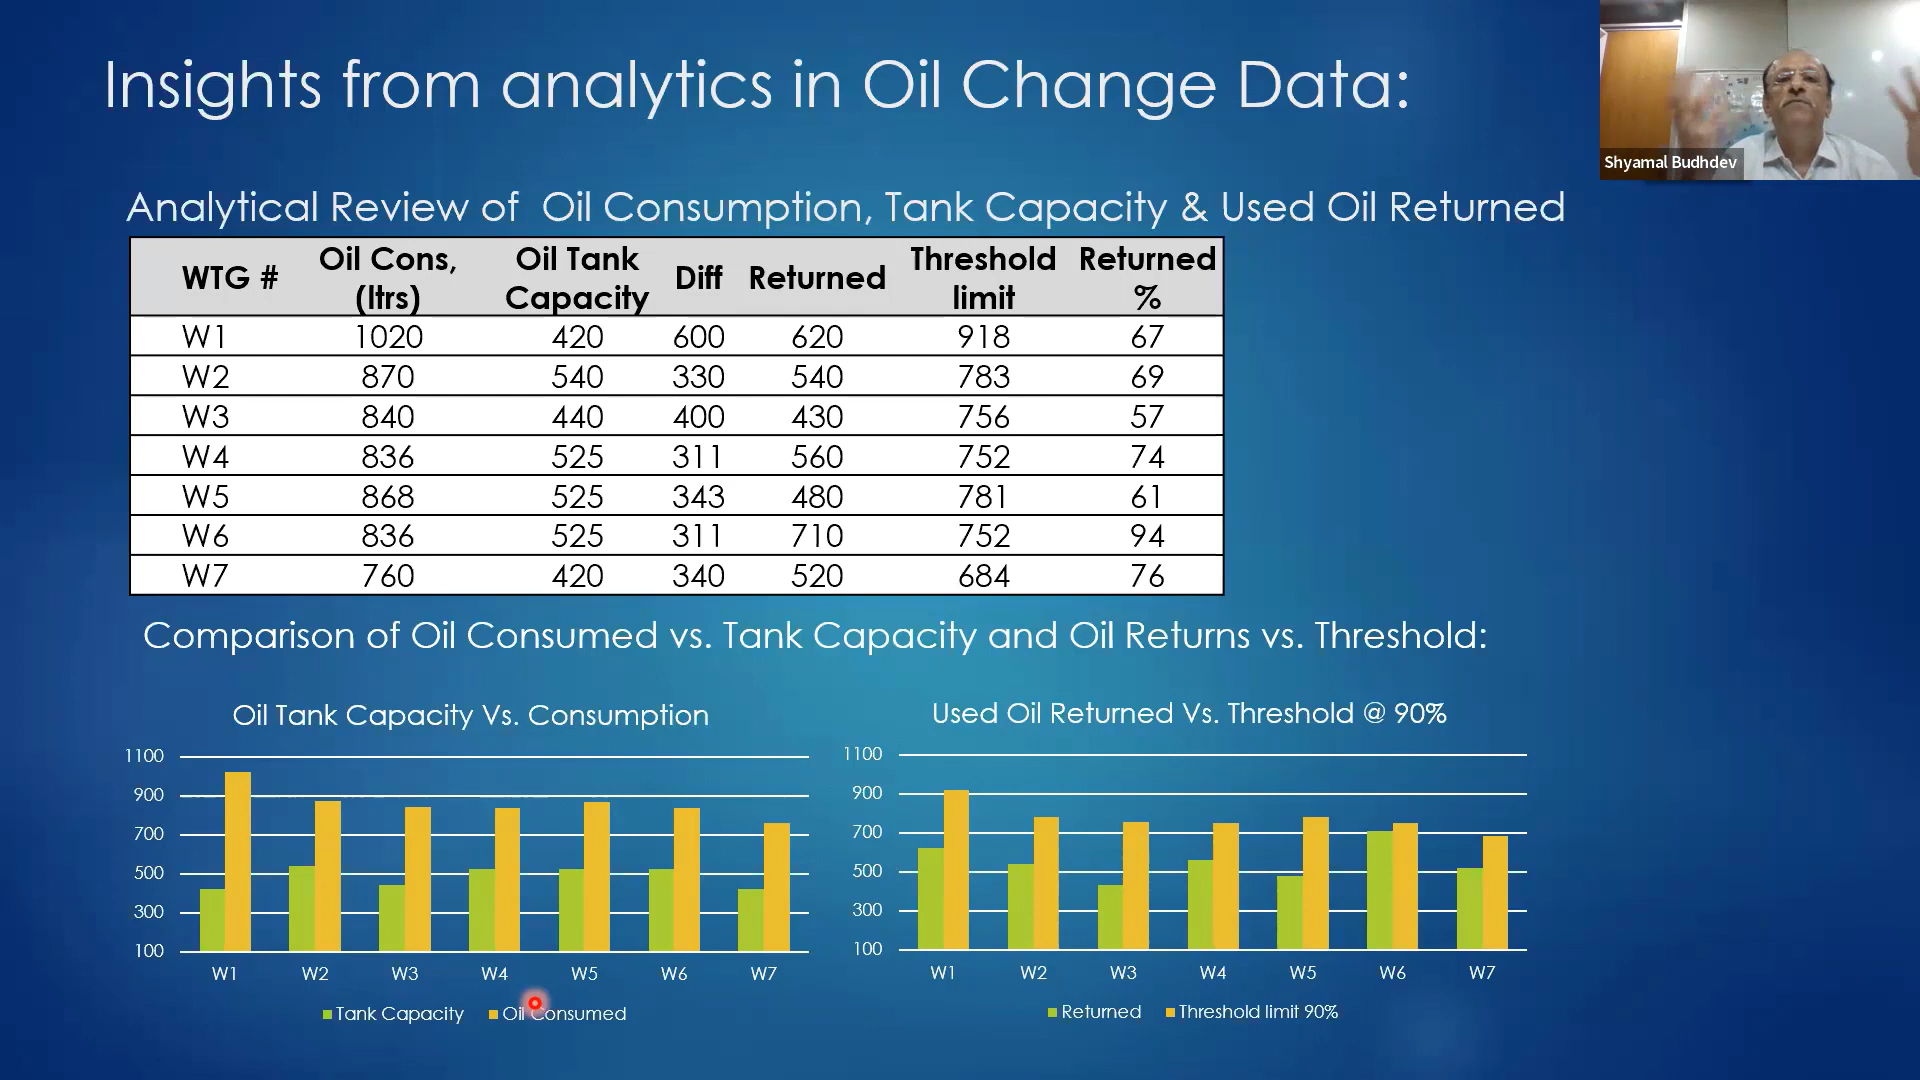 Insights from analytics in Oil Change Data:
Shyamal Budhdev
Analytical Review of Oil Consumption, Tank Capacity & Used Oil Returned
WTG # Oil Cons, (ltrs) Oil Tank Capacity Diff Returned Threshold limit Returned %
W1 1020 420 600 620 918 67
W2 870 540 330 540 783 69
W3 840 440 400 430 756 57
W4 836 525 311 560 752 74
W5 868 525 343 480 781 61
W6 836 525 311 710 752 94
W7 760 420 340 520 684 76
Comparison of Oil Consumed vs. Tank Capacity and Oil Returns vs. Threshold:
Oil Tank Capacity Vs. Consumption
1100
900
700
500
300
100
W1 W2 W3 W4 W5 W6 W7
Tank Capacity Oil Consumed
Used Oil Returned Vs. Threshold @ 90%
1100
900
700
500
300
100
W1 W2 W3 W4 W5 W6 W7
Returned Threshold limit 90%